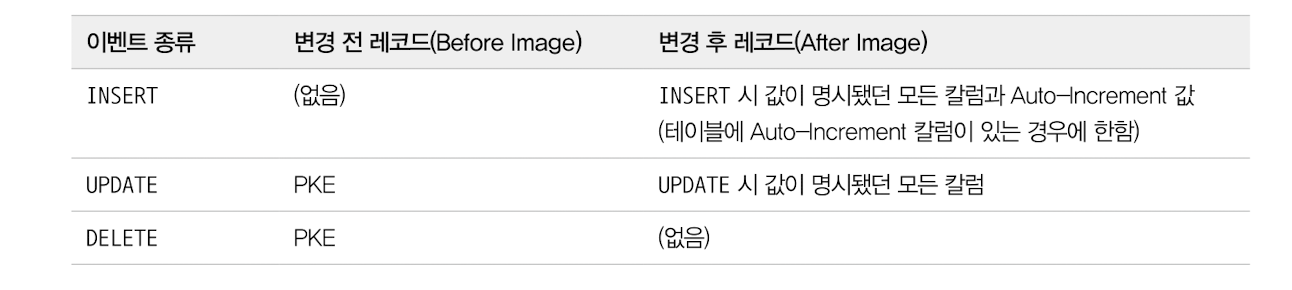 이벤트 종류 변경 전 레코드(Before Image) 변경 후 레코드(After Image)
INSERT (없음) INSERT 시 값이 명시됐던 모든 칼럼과 Auto-Increment 값
(테이블에 Auto-Increment 칼럼이 있는 경우에 한함)
UPDATE PKE UPDATE 시 값이 명시됐던 모든 칼럼
DELETE PKE (없음)